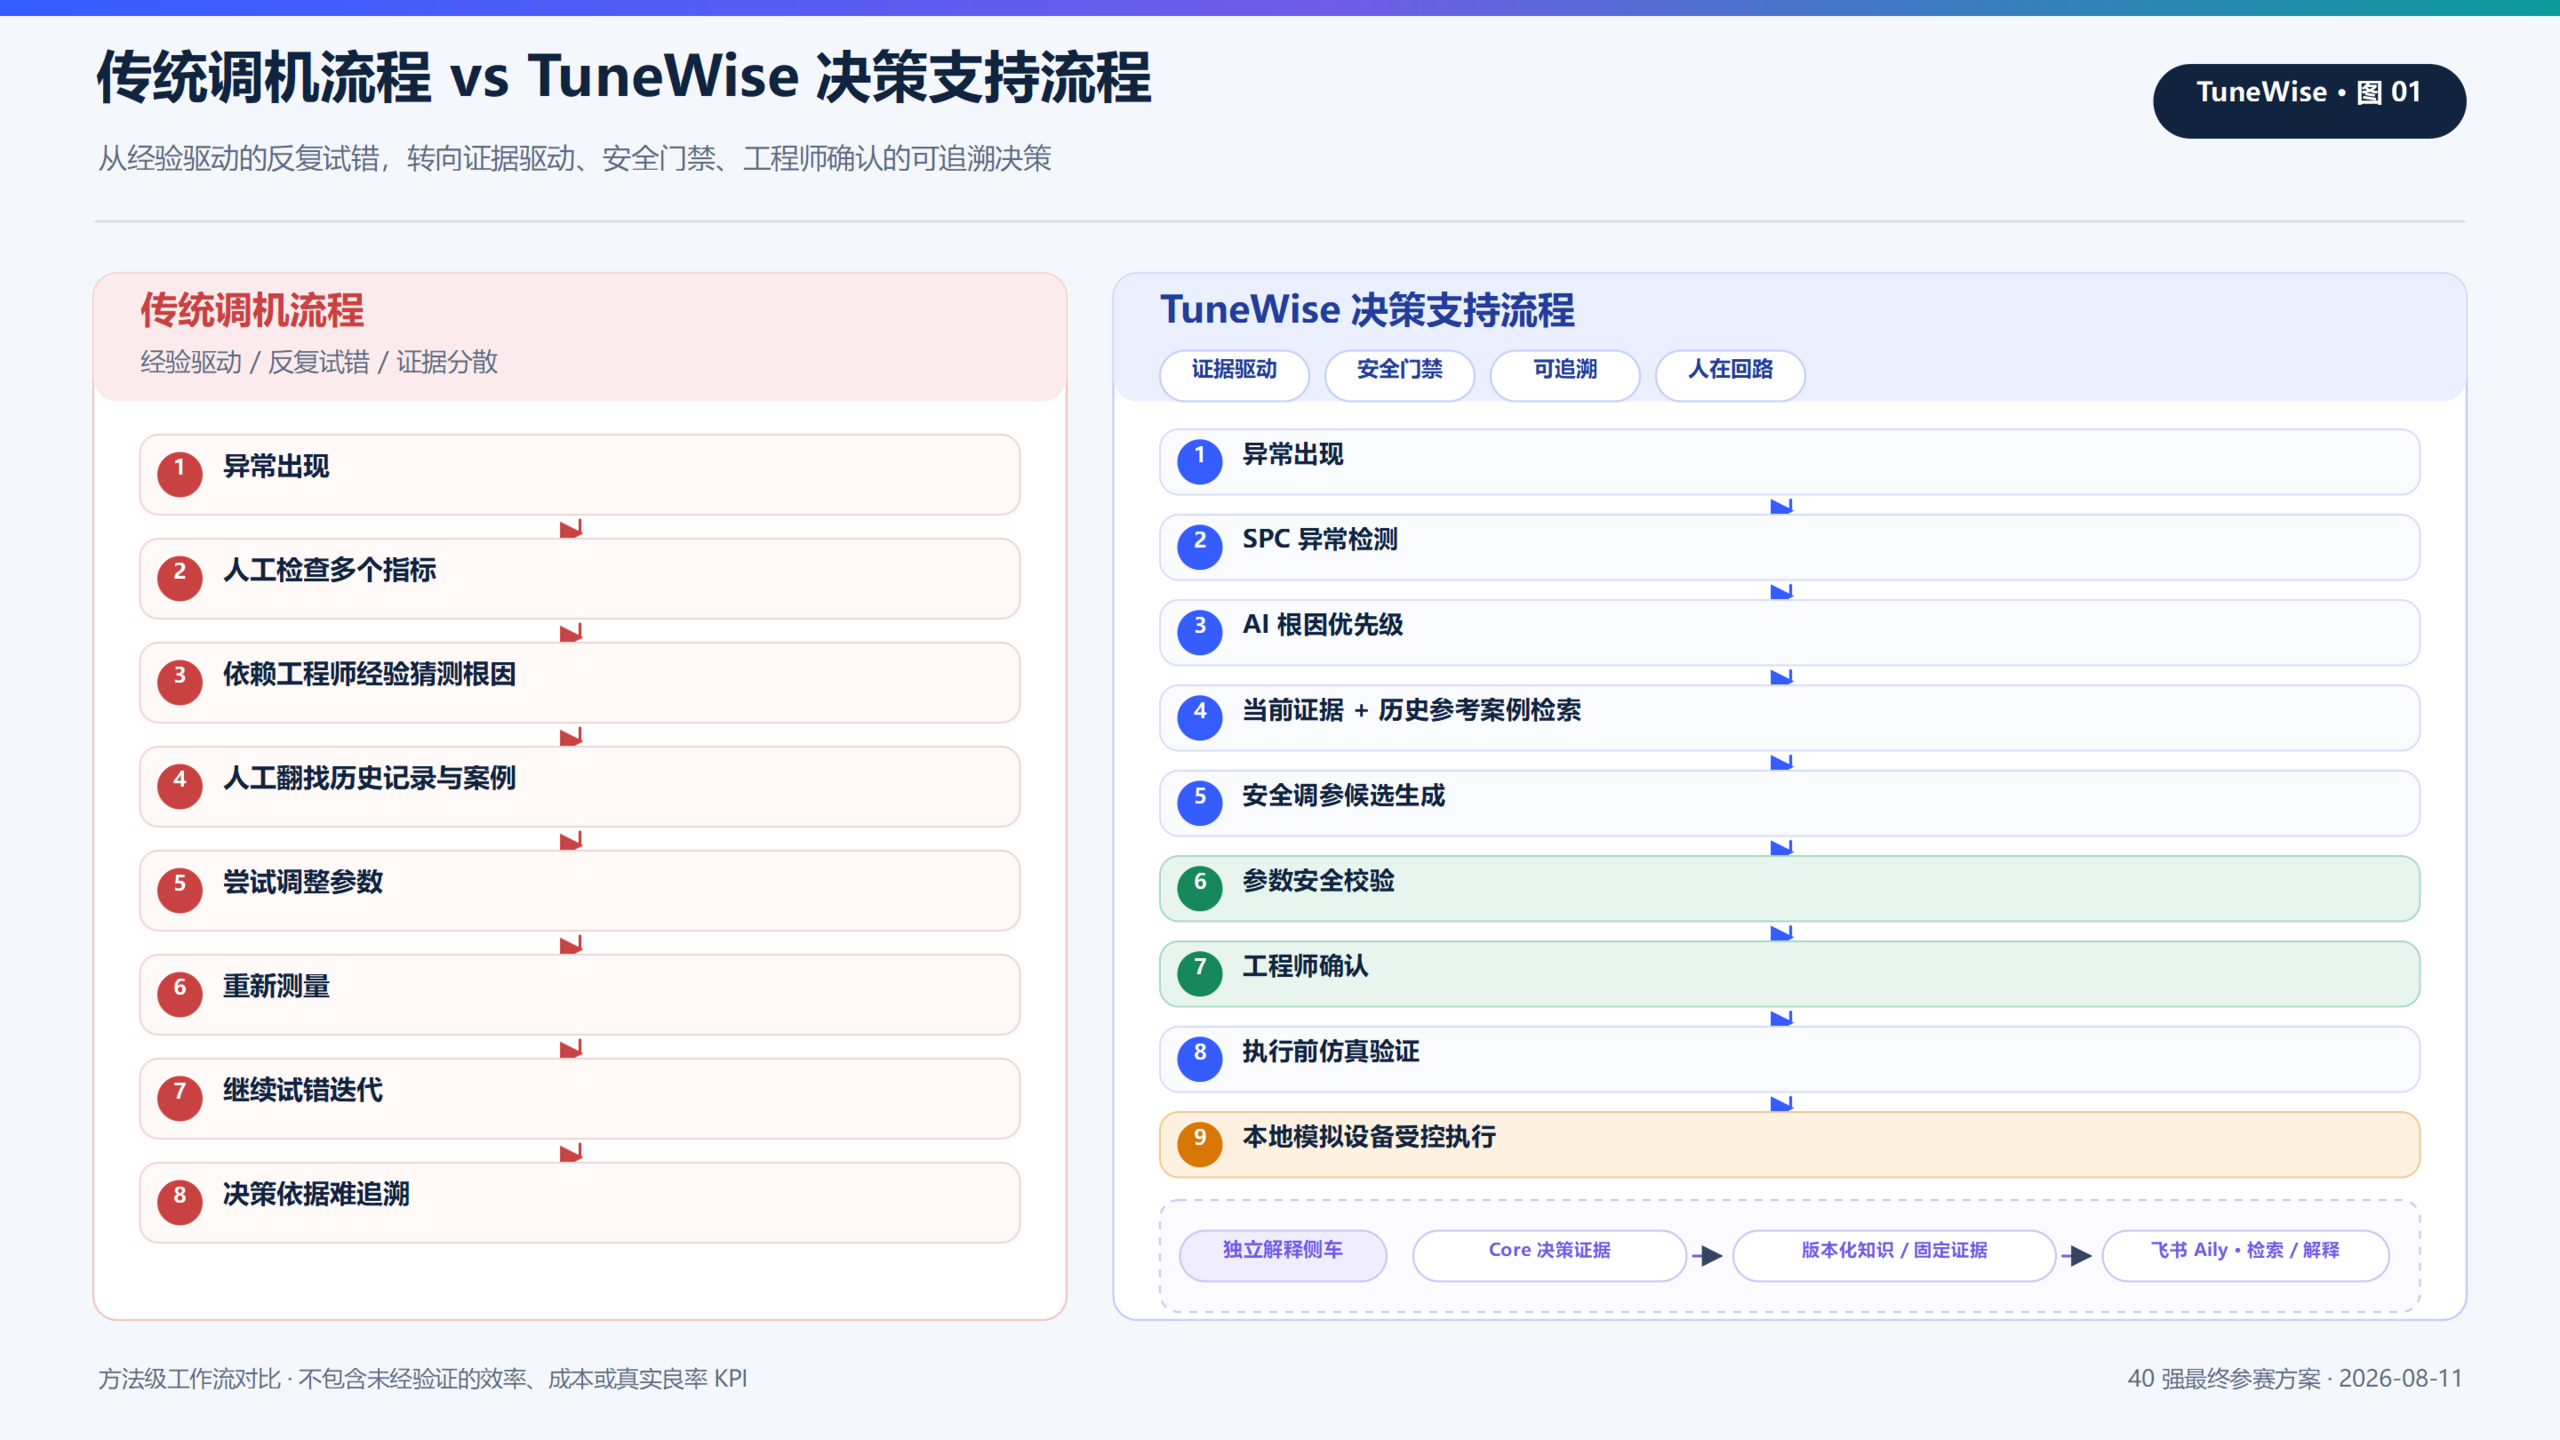 传统调机流程 vs TuneWise 决策支持流程
TuneWise • 图 01
从经验驱动的反复试错，转向证据驱动、安全门禁、工程师确认的可追溯决策
传统调机流程
经验驱动 / 反复试错 / 证据分散
1 异常出现
2 人工检查多个指标
3 依赖工程师经验猜测根因
4 人工翻找历史记录与案例
5 尝试调整参数
6 重新测量
7 继续试错迭代
8 决策依据难追溯
TuneWise 决策支持流程
证据驱动 安全门禁 可追溯 人在回路
1 异常出现
2 SPC 异常检测
3 AI 根因优先级
4 当前证据 + 历史参考案例检索
5 安全调参候选生成
6 参数安全校验
7 工程师确认
8 执行前仿真验证
9 本地模拟设备受控执行
独立解释侧车 Core 决策证据 版本化知识 / 固定证据 飞书 Aily • 检索 / 解释
方法级工作流对比 · 不包含未经验证的效率、成本或真实良率 KPI
40 强最终参赛方案 · 2026-08-11